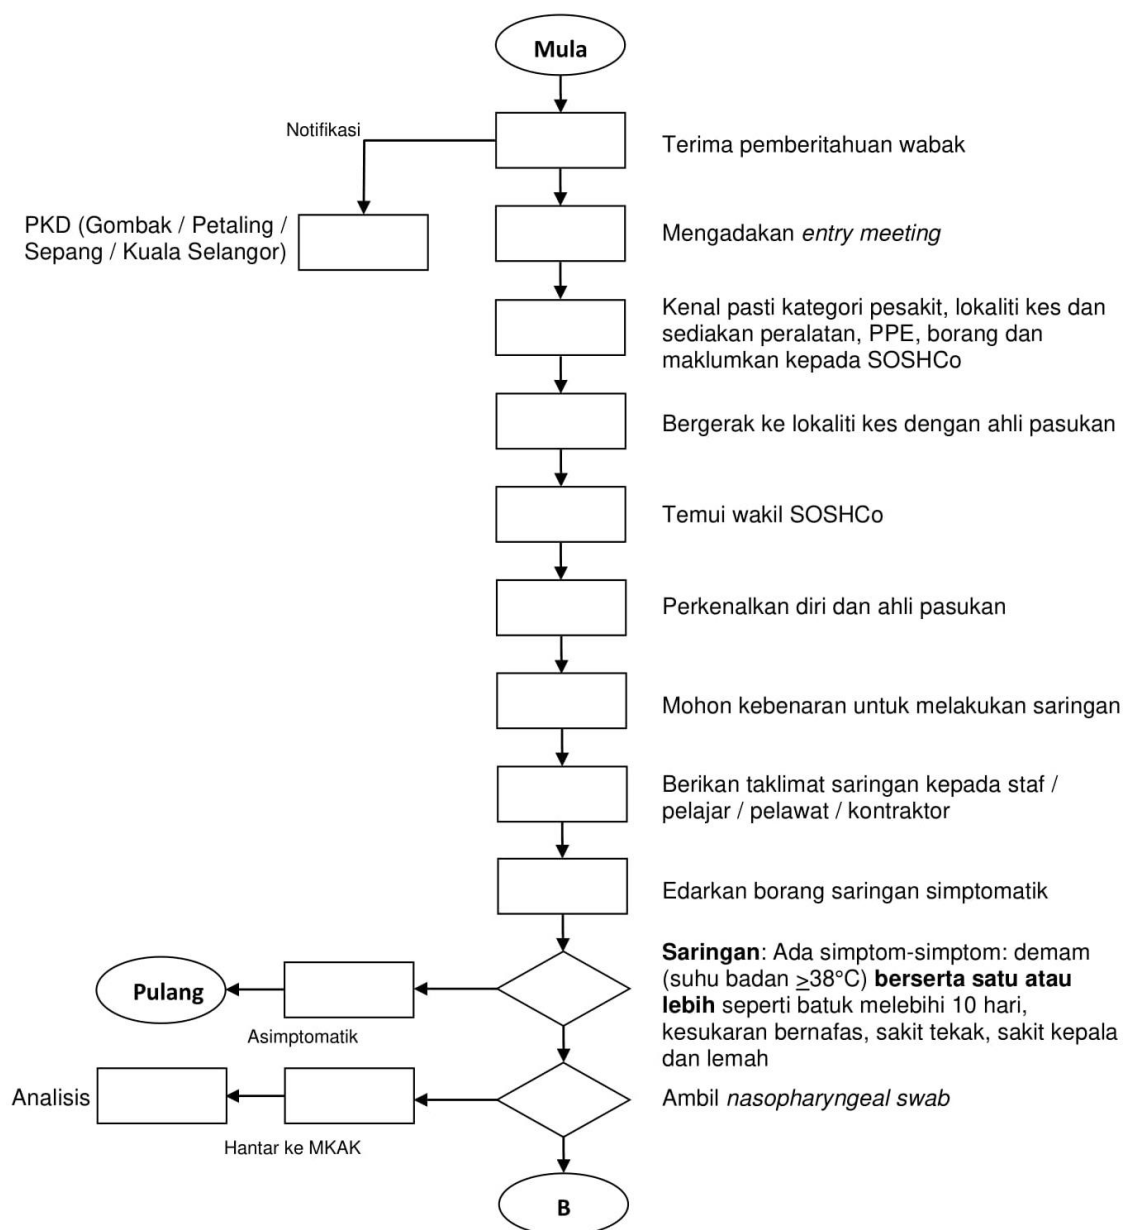 Mula
Notifikasi
Terima pemberitahuan wabak
PKD (Gombak / Petaling /
Sepang / Kuala Selangor)
Mengadakan entry meeting
Kenal pasti kategori pesakit, lokaliti kes dan
sediakan peralatan, PPE, borang dan
maklumkan kepada SOSHCo
Bergerak ke lokaliti kes dengan ahli pasukan
Temui wakil SOSHCo
Perkenalkan diri dan ahli pasukan
Mohon kebenaran untuk melakukan saringan
Berikan taklimat saringan kepada staf /
pelajar / pelawat / kontraktor
Edarkan borang saringan simptomatik
Saringan: Ada simptom-simptom: demam
(suhu badan ≥38°C) berserta satu atau
lebih seperti batuk melebihi 10 hari,
kesukaran bernafas, sakit tekak, sakit kepala
dan lemah
Pulang
Asimptomatik
Analisis
Ambil nasopharyngeal swab
Hantar ke MKAK
B